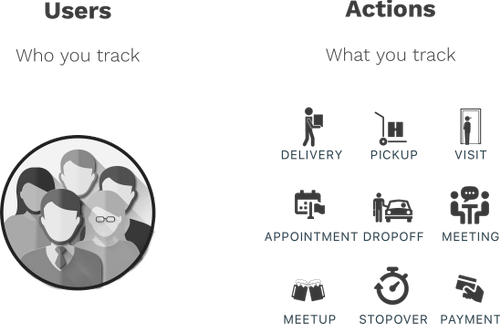 Users
Who you track
Actions
What you track
DELIVERY PICKUP VISIT
APPOINTMENT DROPOFF MEETING
MEETUP STOPOVER PAYMENT